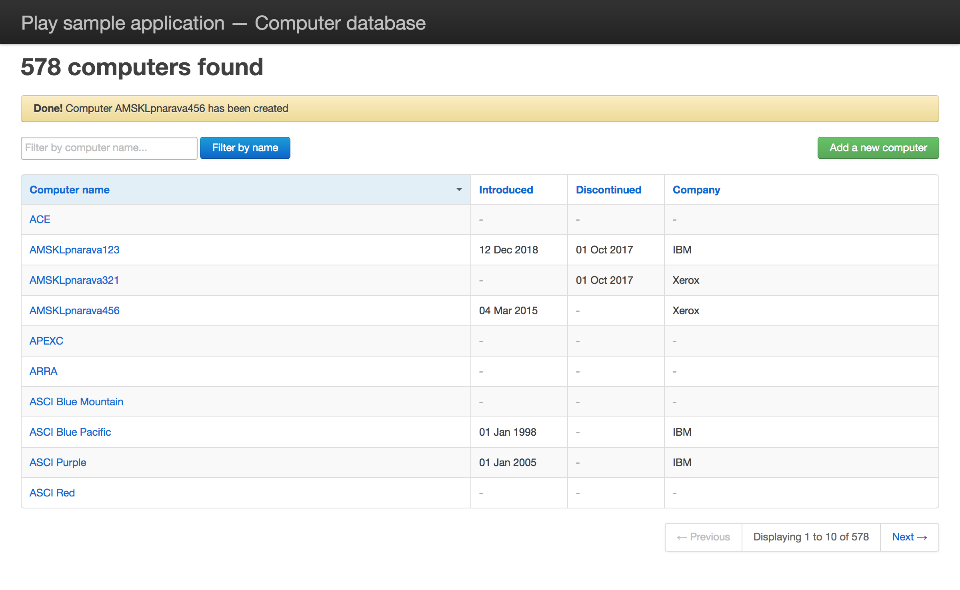 Play sample application — Computer database
578 computers found
Done! Computer AMSKLpnarava456 has been created
Filter by computer name... Filter by name Add a new computer
Computer name Introduced Discontinued Company
ACE - - -
AMSKLpnarava123 12 Dec 2018 01 Oct 2017 IBM
AMSKLpnarava321 - 01 Oct 2017 Xerox
AMSKLpnarava456 04 Mar 2015 - Xerox
APEXC - - -
ARRA - - -
ASCI Blue Mountain - - -
ASCI Blue Pacific 01 Jan 1998 - IBM
ASCI Purple 01 Jan 2005 - IBM
ASCI Red - - -
← Previous Displaying 1 to 10 of 578 Next →